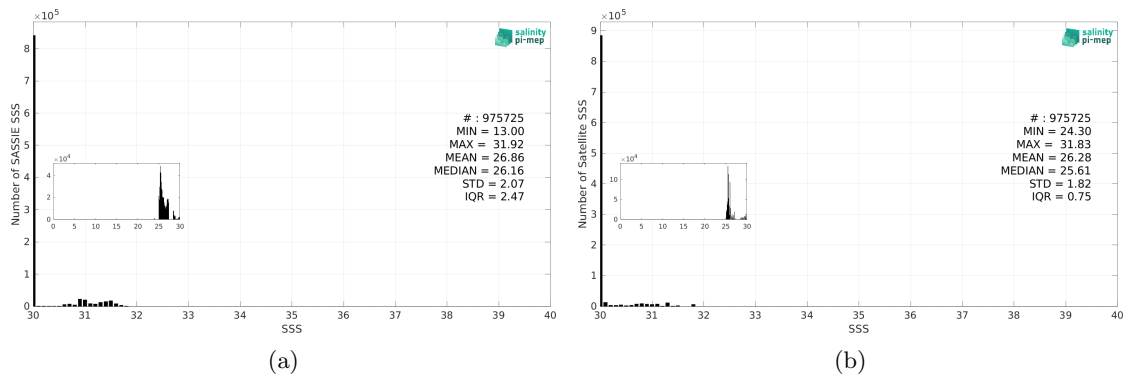 ×10^5
salinity
pi-mep
8
7
6
5
4
3
2
1
0
Number of SASSIE SSS
# : 975725
MIN = 13.00
MAX = 31.92
MEAN = 26.86
MEDIAN = 26.16
STD = 2.07
IQR = 2.47
×10^4
4
2
0
0 5 10 15 20 25 30
30 31 32 33 34 35 36 37 38 39 40
SSS
(a)
×10^5
salinity
pi-mep
9
8
7
6
5
4
3
2
1
0
Number of Satellite SSS
# : 975725
MIN = 24.30
MAX = 31.83
MEAN = 26.28
MEDIAN = 25.61
STD = 1.82
IQR = 0.75
×10^4
10
5
0
0 5 10 15 20 25 30
30 31 32 33 34 35 36 37 38 39 40
SSS
(b)